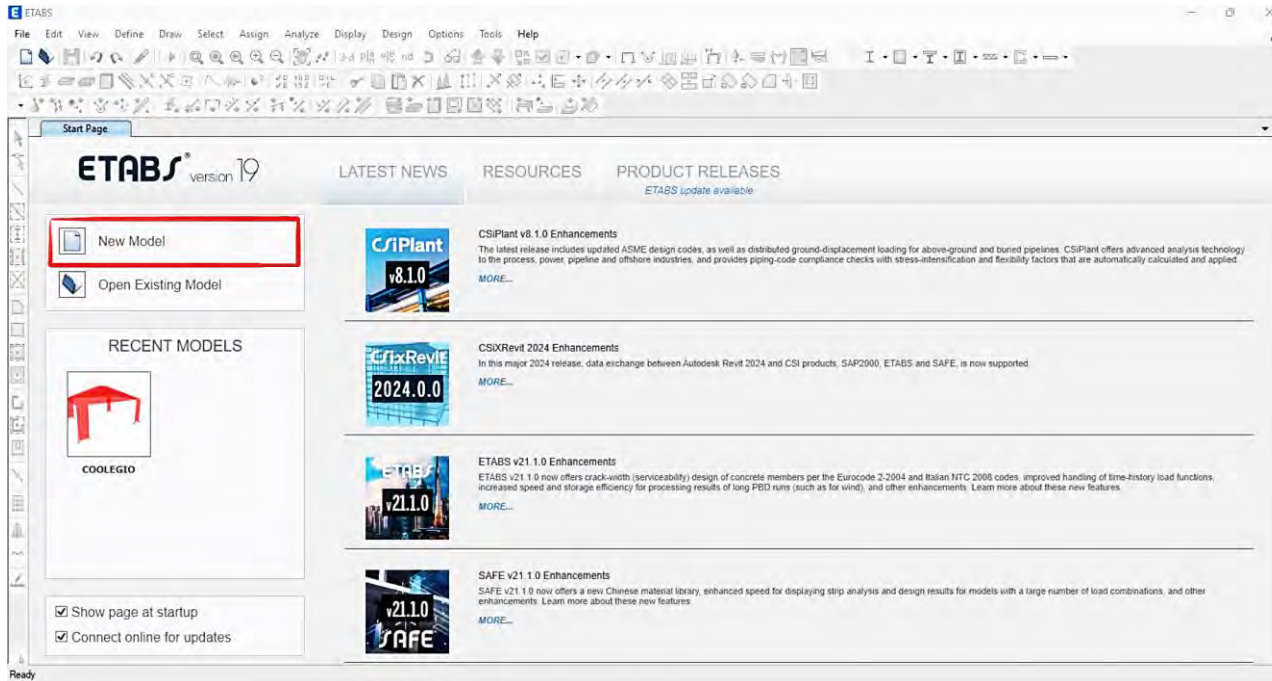 ETABS
File Edit View Define Draw Select Assign Analyze Display Design Options Tools Help
Start Page
ETABS® version 19
LATEST NEWS RESOURCES PRODUCT RELEASES
ETABS update available
New Model
Open Existing Model
RECENT MODELS
COOLEGIO
Show page at startup
Connect online for updates
CSiPlant
v8.1.0
CSiPlant v8.1.0 Enhancements
The latest release includes updated ASME design codes, as well as distributed ground-displacement loading for above-ground and buried pipelines. CSiPlant offers advanced analysis technology
to the process, power, pipeline and offshore industries, and provides piping-code compliance checks with stress-intensification and flexibility factors that are automatically calculated and applied.
MORE...
CSixRevit
2024.0.0
CSiXRevit 2024 Enhancements
In this major 2024 release, data exchange between Autodesk Revit 2024 and CSI products, SAP2000, ETABS and SAFE, is now supported.
MORE...
ETABS
v21.1.0
ETABS v21.1.0 Enhancements
ETABS v21.1.0 now offers crack-width (serviceability) design of concrete members per the Eurocode 2-2004 and Italian NTC 2008 codes, improved handling of time-history load functions,
increased speed and storage efficiency for processing results of long PBD runs (such as for wind), and other enhancements. Learn more about these new features.
MORE...
v21.1.0
SAFE
SAFE v21.1.0 Enhancements
SAFE v21.1.0 now offers a new Chinese material library, enhanced speed for displaying strip analysis and design results for models with a large number of load combinations, and other
enhancements. Learn more about these new features.
MORE...
Ready